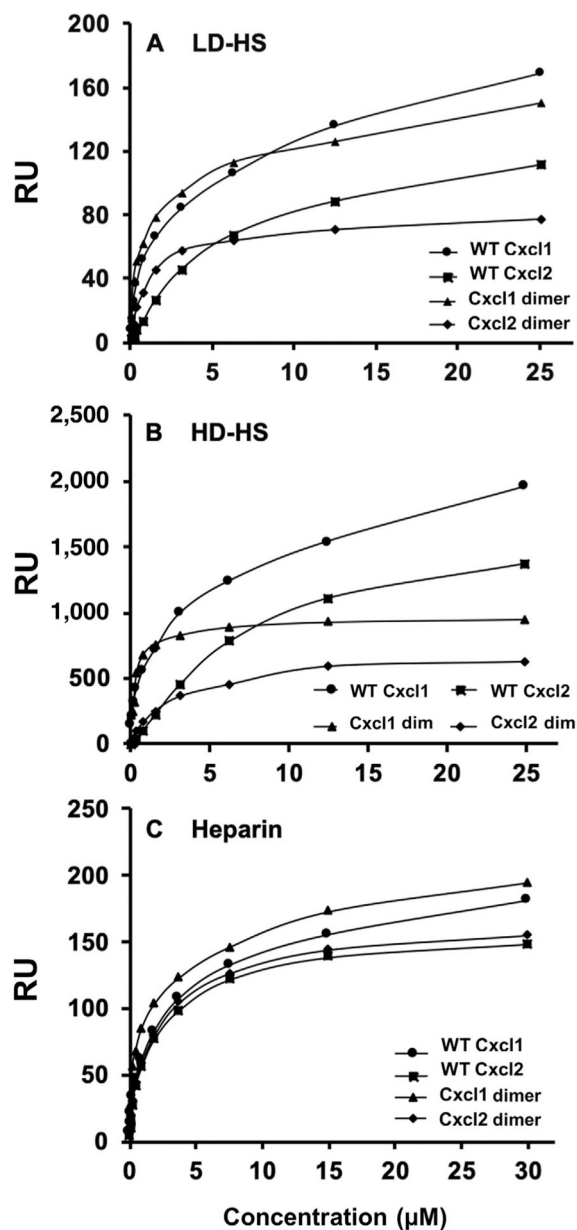 A LD-HS
200
160
120
80
40
0
RU
WT Cxcl1
WT Cxcl2
Cxcl1 dimer
Cxcl2 dimer
0 5 10 15 20 25
B HD-HS
2,500
2,000
1,500
1,000
500
0
RU
WT Cxcl1 WT Cxcl2
Cxcl1 dim Cxcl2 dim
0 5 10 15 20 25
C Heparin
250
200
150
100
50
0
RU
WT Cxcl1
WT Cxcl2
Cxcl1 dimer
Cxcl2 dimer
0 5 10 15 20 25 30
Concentration (µM)